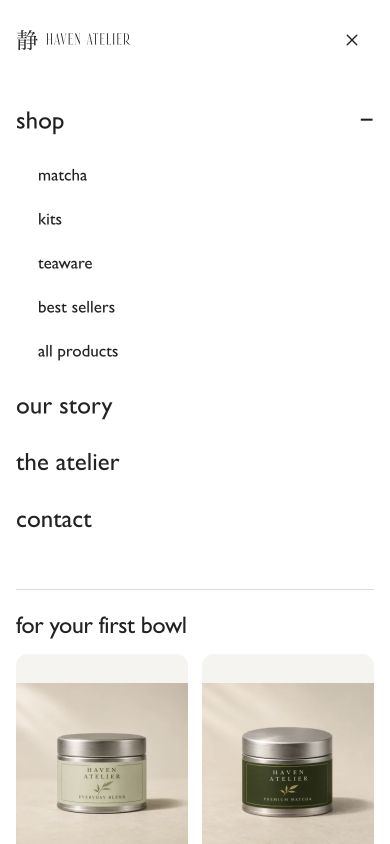 静 HAVEN ATELIER
shop
matcha
kits
teaware
best sellers
all products
our story
the atelier
contact
for your first bowl
HAVEN
ATELIER
EVERYDAY BLEND
HAVEN
ATELIER
PREMIUM MATCHA